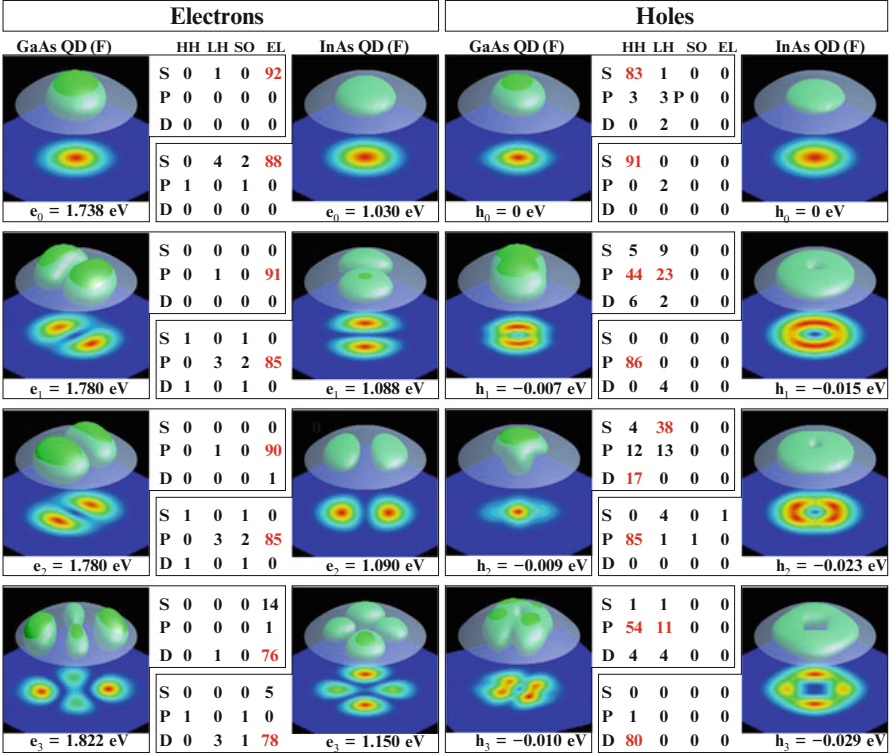 Electrons Holes
GaAs QD (F) HH LH SO EL InAs QD (F) GaAs QD (F) HH LH SO EL InAs QD (F)
S 0 1 0 92 S 83 1 0 0
P 0 0 0 0 P 3 3 P 0 0
D 0 0 0 0 D 0 2 0 0
S 0 4 2 88 S 91 0 0 0
P 1 0 1 0 P 0 2 0 0
D 0 0 0 0 D 0 0 0 0
e0 = 1.738 eV e0 = 1.030 eV h0 = 0 eV h0 = 0 eV
S 0 0 0 0 S 5 9 0 0
P 0 1 0 91 P 44 23 0 0
D 0 0 0 0 D 6 2 0 0
S 1 0 1 0 S 0 0 0 0
P 0 3 2 85 P 86 0 0 0
D 1 0 1 0 D 0 4 0 0
e1 = 1.780 eV e1 = 1.088 eV h1 = −0.007 eV h1 = −0.015 eV
S 0 0 0 0 0 S 4 38 0 0
P 0 1 0 90 P 12 13 0 0
D 0 0 0 1 D 17 0 0 0
S 1 0 1 0 S 0 4 0 1
P 0 3 2 85 P 85 1 1 0
D 1 0 1 0 D 0 0 0 0
e2 = 1.780 eV e2 = 1.090 eV h2 = −0.009 eV h2 = −0.023 eV
S 0 0 0 14 S 1 1 0 0
P 0 0 0 1 P 54 11 0 0
D 0 1 0 76 D 4 4 0 0
S 0 0 0 5 S 0 0 0 0
P 1 0 1 0 P 1 0 0 0
D 0 3 1 78 D 80 0 0 0
e3 = 1.822 eV e3 = 1.150 eV h3 = −0.010 eV h3 = −0.029 eV